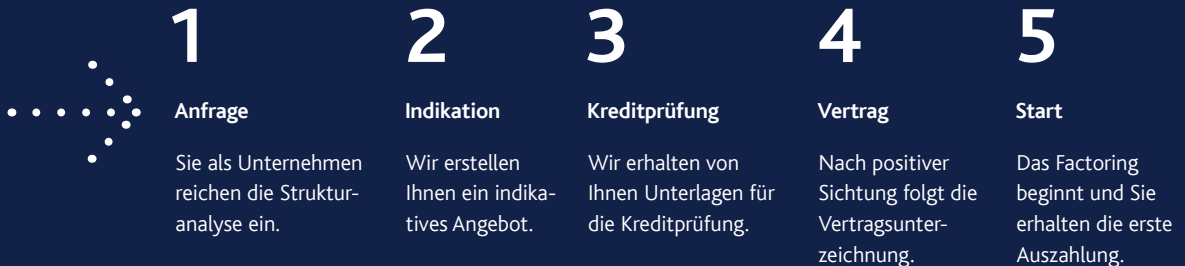 1
Anfrage
Sie als Unternehmen
reichen die Struktur-
analyse ein.
2
Indikation
Wir erstellen
Ihnen ein indika-
tives Angebot.
3
Kreditprüfung
Wir erhalten von
Ihnen Unterlagen für
die Kreditprüfung.
4
Vertrag
Nach positiver
Sichtung folgt die
Vertragsunter-
zeichnung.
5
Start
Das Factoring
beginnt und Sie
erhalten die erste
Auszahlung.